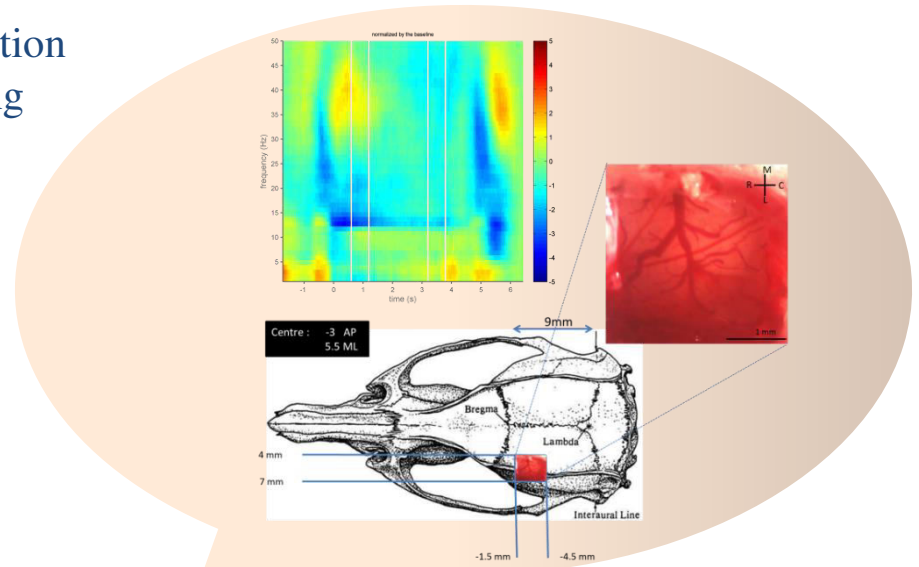 tion
g
normalized by the baseline
50
45
40
35
30
25
20
15
10
5
frequency (Hz)
-1 0 1 2 3 4 5 6
time (s)
5
4
3
2
1
0
-1
-2
-3
-4
-5
M
R C
L
1 mm
Centre : -3 AP
5.5 ML
9mm
Bregma
Lambda
4 mm
7 mm
Interaural Line
-1.5 mm -4.5 mm